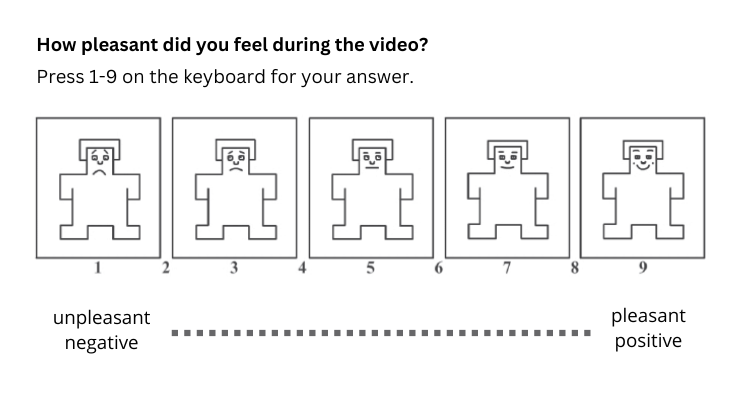 How pleasant did you feel during the video?
Press 1-9 on the keyboard for your answer.
1 2 3 4 5 6 7 8 9
unpleasant
negative
pleasant
positive